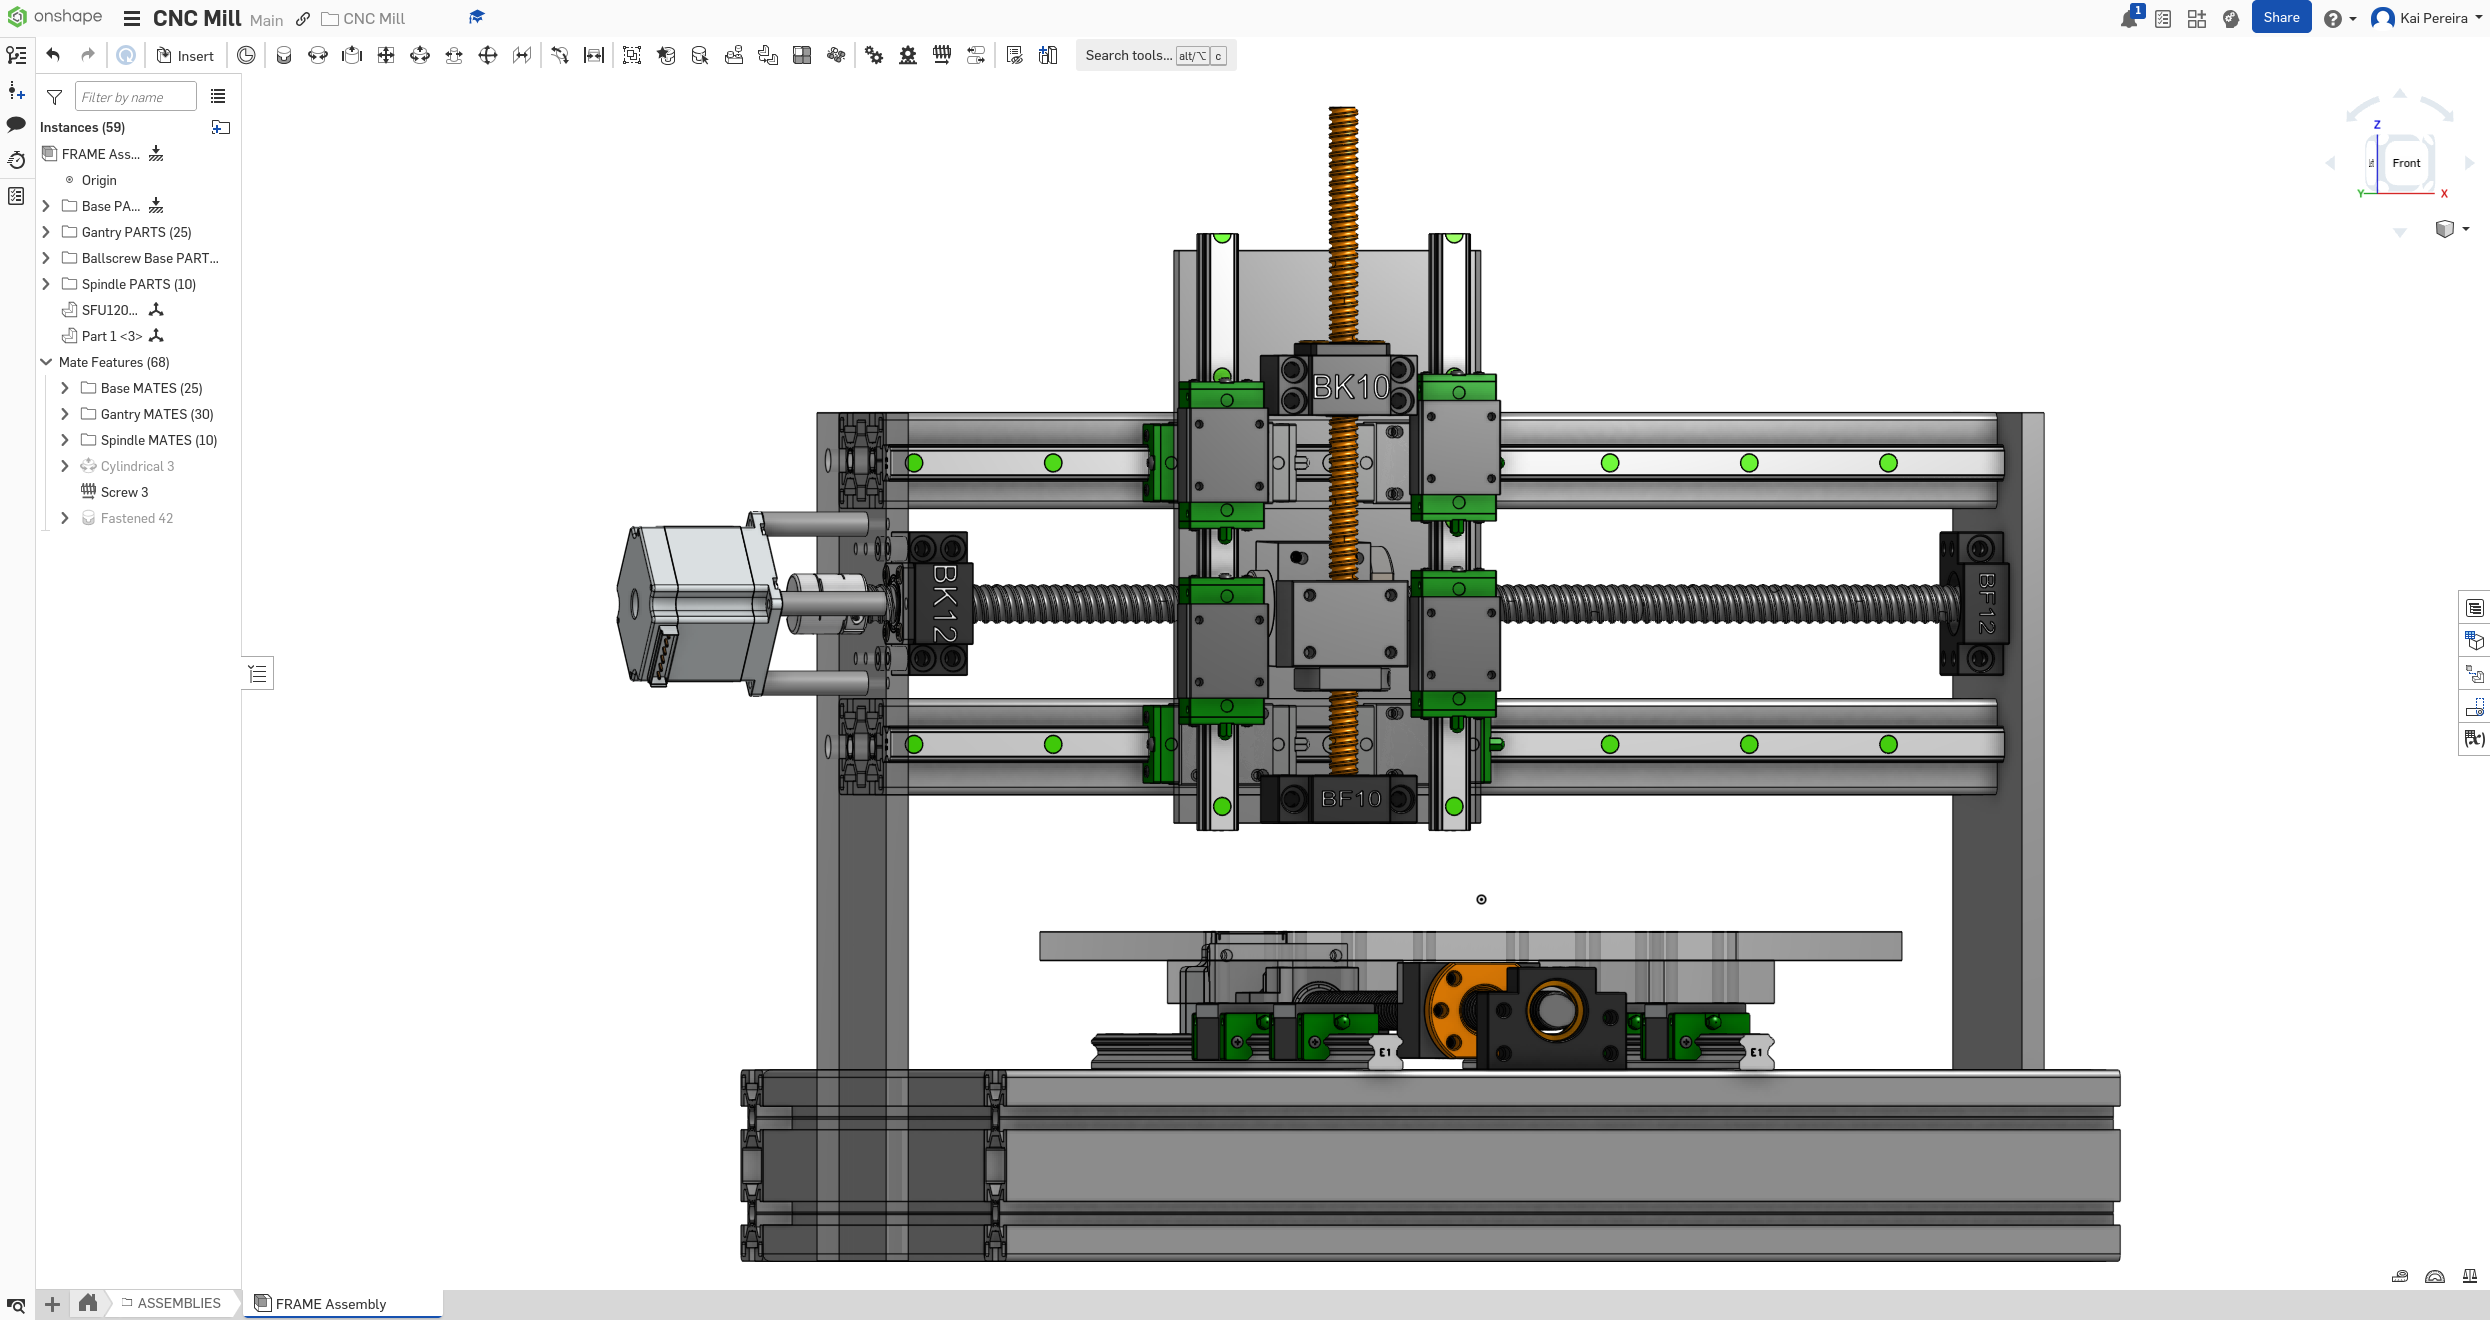 onshape
CNC Mill Main CNC Mill
1
Share
Kai Pereira
Insert
Search tools... alt/⌥ c
Filter by name
Instances (59)
FRAME Ass...
Origin
Base PA...
Gantry PARTS (25)
Ballscrew Base PART...
Spindle PARTS (10)
SFU120...
Part 1 <3>
Mate Features (68)
Base MATES (25)
Gantry MATES (30)
Spindle MATES (10)
Cylindrical 3
Screw 3
Fastened 42
Z
Front
Y
X
BK10
BK12
BF12
BF10
E1
E1
(x)
ASSEMBLIES
FRAME Assembly